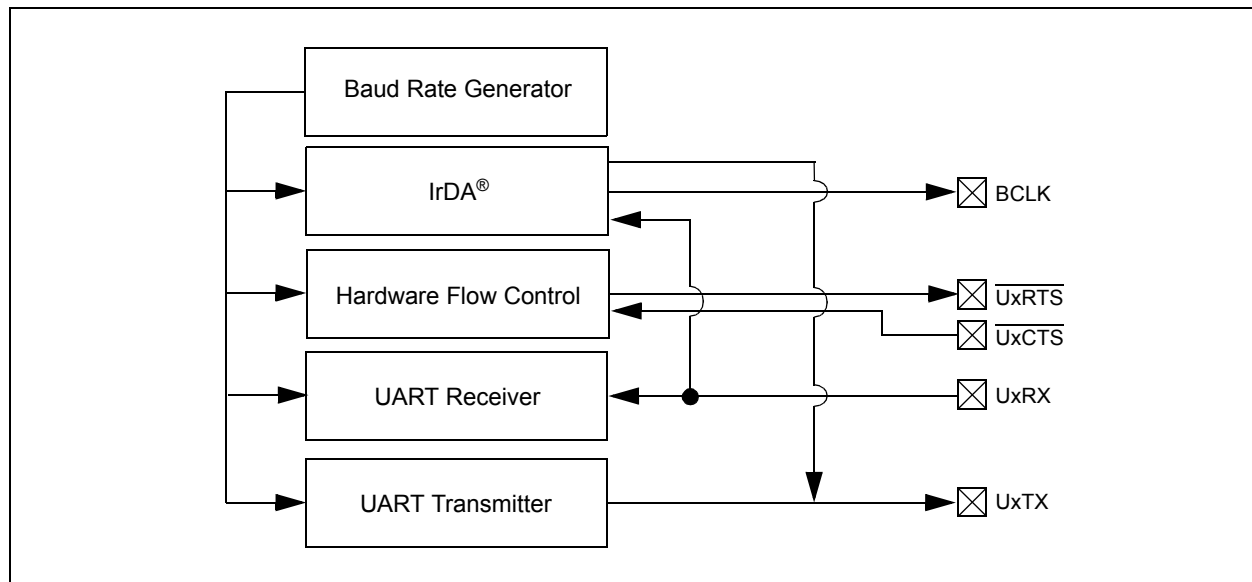 Baud Rate Generator
IrDA®
BCLK
Hardware Flow Control
UxRTS
UxCTS
UART Receiver
UxRX
UART Transmitter
UxTX